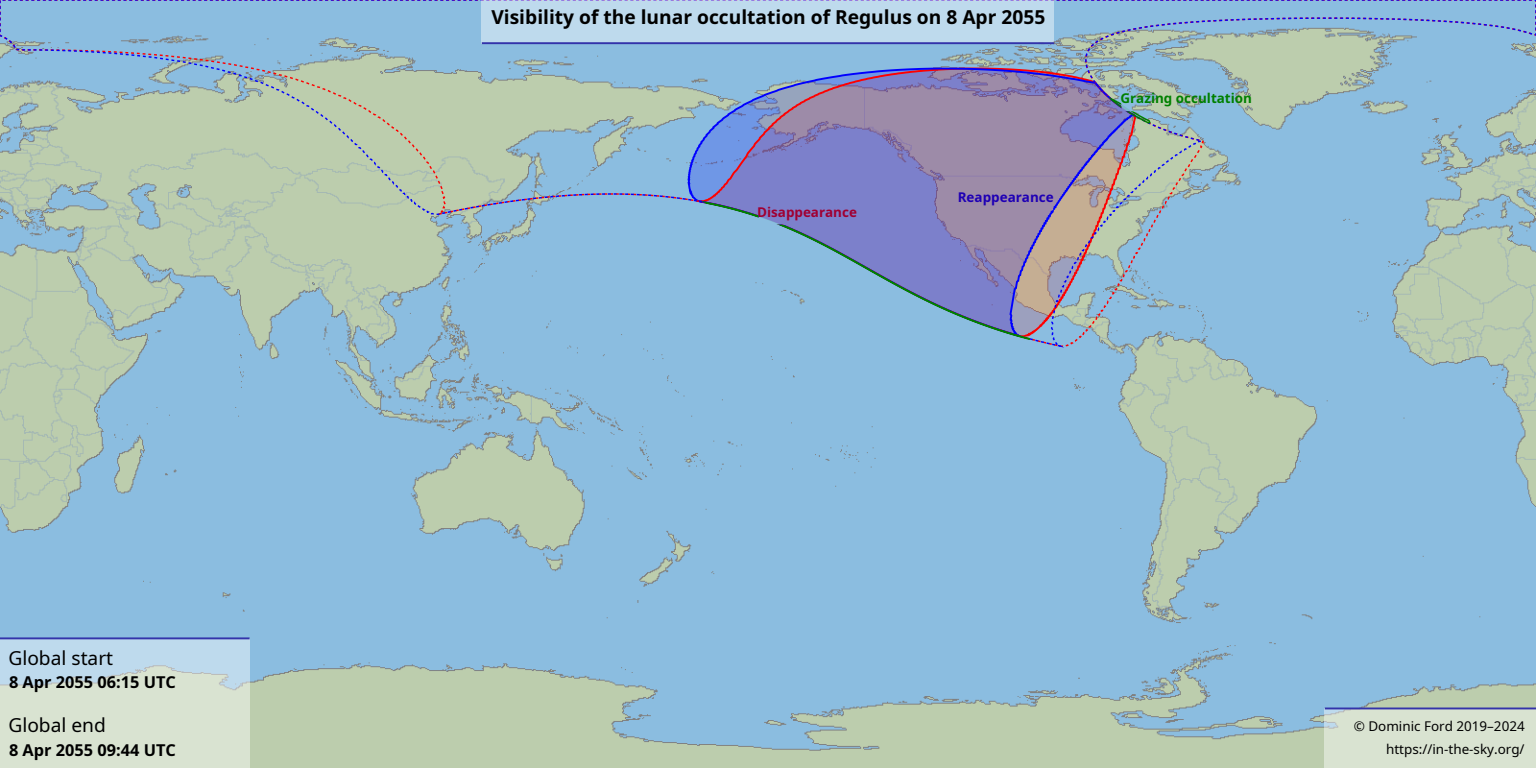 Visibility of the lunar occultation of Regulus on 8 Apr 2055
Grazing occultation
Reappearance
Disappearance
Global start
8 Apr 2055 06:15 UTC
Global end
8 Apr 2055 09:44 UTC
© Dominic Ford 2019–2024
https://in-the-sky.org/